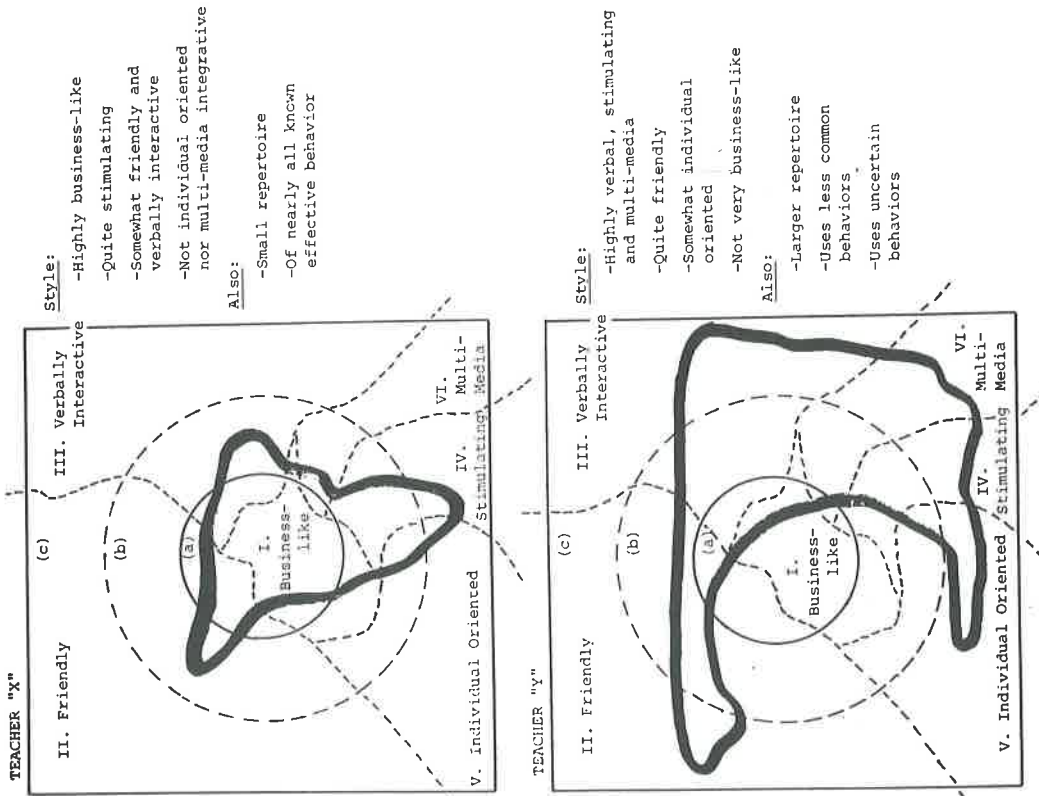 TEACHER "X"
II. Friendly
(c)
III. Verbally
Interactive
(b)
(a)
I.
Business-
like
V. Individual Oriented
IV.
Stimulating
VI.
Multi-
Media
Style:
-Highly business-like
-Quite stimulating
-Somewhat friendly and
verbally interactive
-Not individual oriented
nor multi-media integrative
Also:
-Small repertoire
-Of nearly all known
effective behavior
TEACHER "Y"
II. Friendly
(c)
III. Verbally
Interactive
(b)
(a)
I.
Business-
like
V. Individual Oriented
IV.
Stimulating
VI.
Multi-
Media
Style:
-Highly verbal, stimulating
and multi-media
-Quite friendly
-Somewhat individual
oriented
-Not very business-like
Also:
-Larger repertoire
-Uses less common
behaviors
-Uses uncertain
behaviors